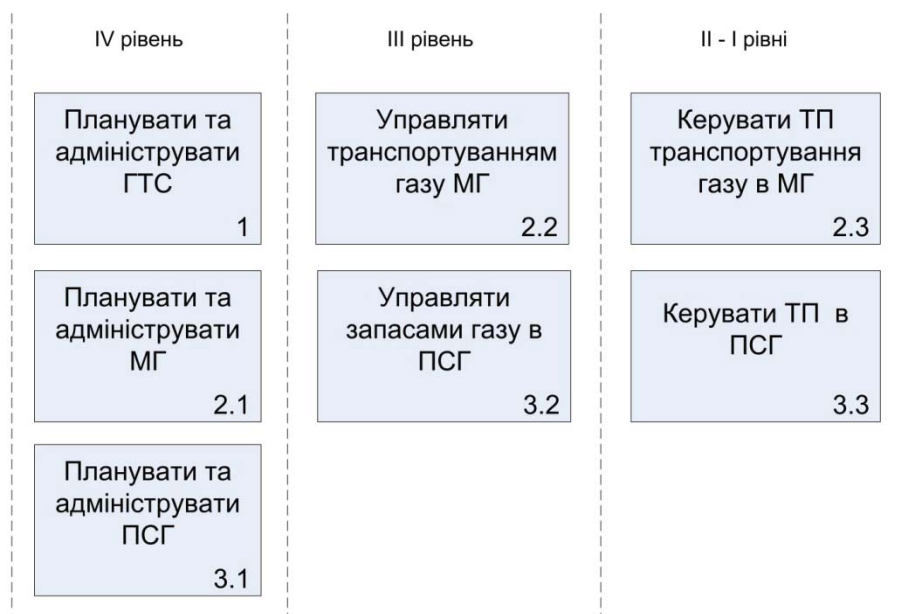 IV рівень
Планувати та
адмініструвати
ГТС
1
Планувати та
адмініструвати
МГ
2.1
Планувати та
адмініструвати
ПСГ
3.1
III рівень
Управляти
транспортуванням
газу МГ
2.2
Управляти
запасами газу в
ПСГ
3.2
II - I рівні
Керувати ТП
транспортування
газу в МГ
2.3
Керувати ТП в
ПСГ
3.3